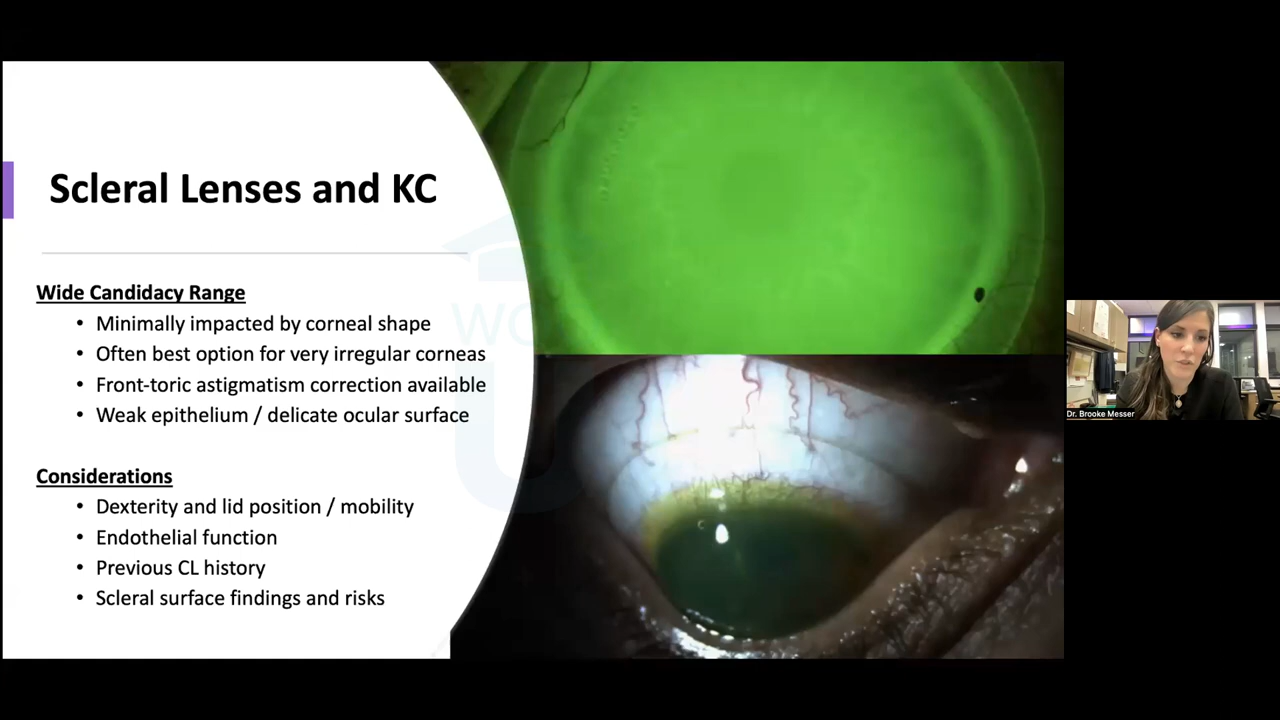 Scleral Lenses and KC
Wide Candidacy Range
• Minimally impacted by corneal shape
• Often best option for very irregular corneas
• Front-toric astigmatism correction available
• Weak epithelium / delicate ocular surface
Considerations
• Dexterity and lid position / mobility
• Endothelial function
• Previous CL history
• Scleral surface findings and risks
Dr. Brooke Messer